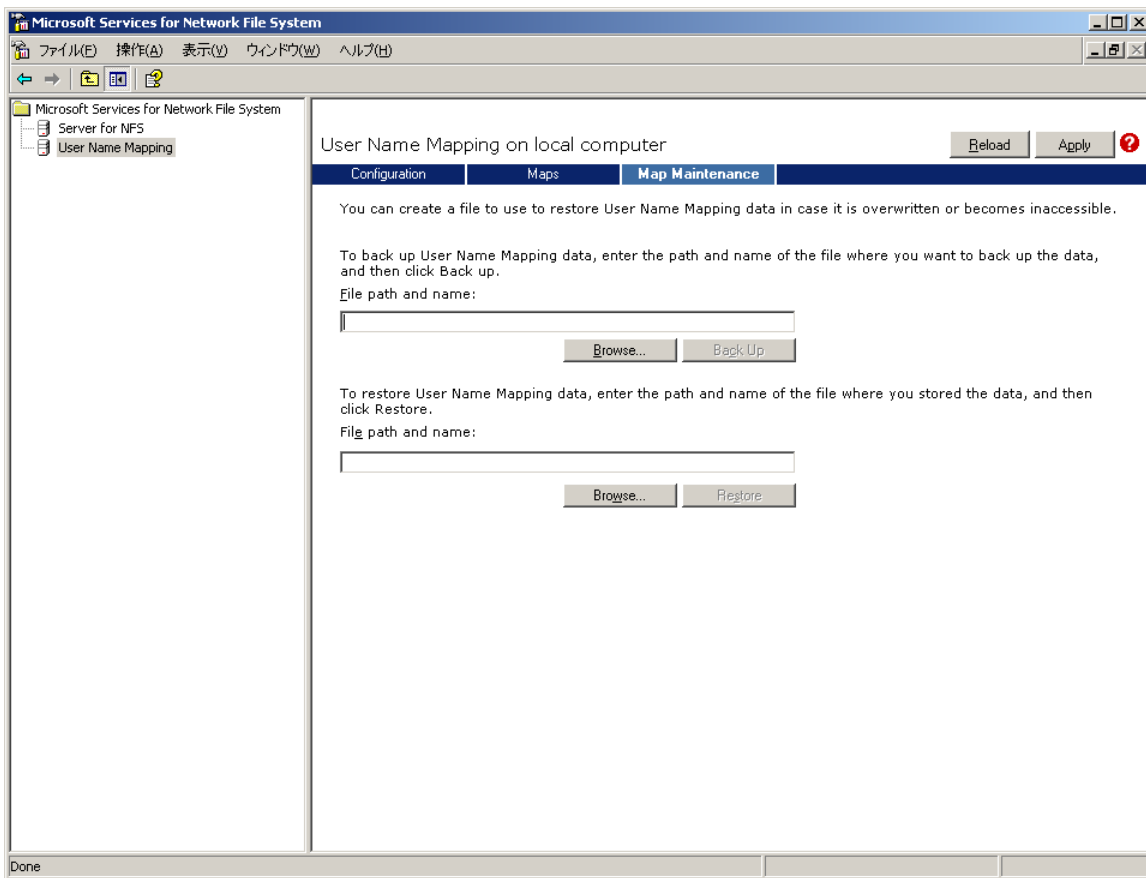 Microsoft Services for Network File System
ファイル(F) 操作(A) 表示(V) ウィンドウ(W) ヘルプ(H)
Microsoft Services for Network File System
Server for NFS
User Name Mapping
User Name Mapping on local computer
Reload
Apply
Configuration
Maps
Map Maintenance
You can create a file to use to restore User Name Mapping data in case it is overwritten or becomes inaccessible.
To back up User Name Mapping data, enter the path and name of the file where you want to back up the data,
and then click Back up.
File path and name:
Browse...
Back Up
To restore User Name Mapping data, enter the path and name of the file where you stored the data, and then
click Restore.
File path and name:
Browse...
Restore
Done